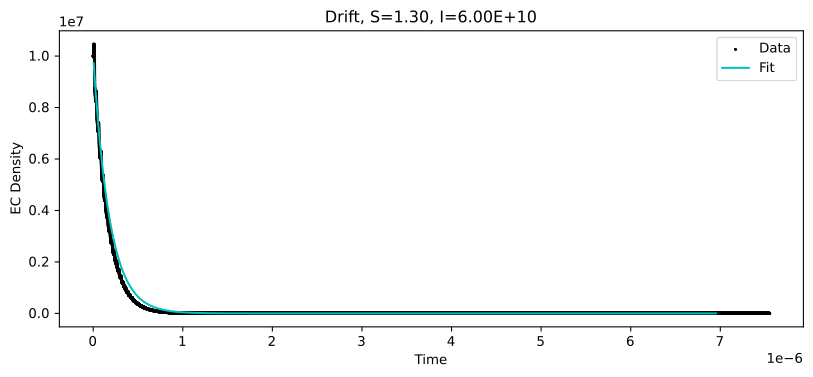 Drift, S=1.30, I=6.00E+10
1e7
Data
Fit
1.0
0.8
0.6
0.4
0.2
0.0
EC Density
0 1 2 3 4 5 6 7
1e−6
Time